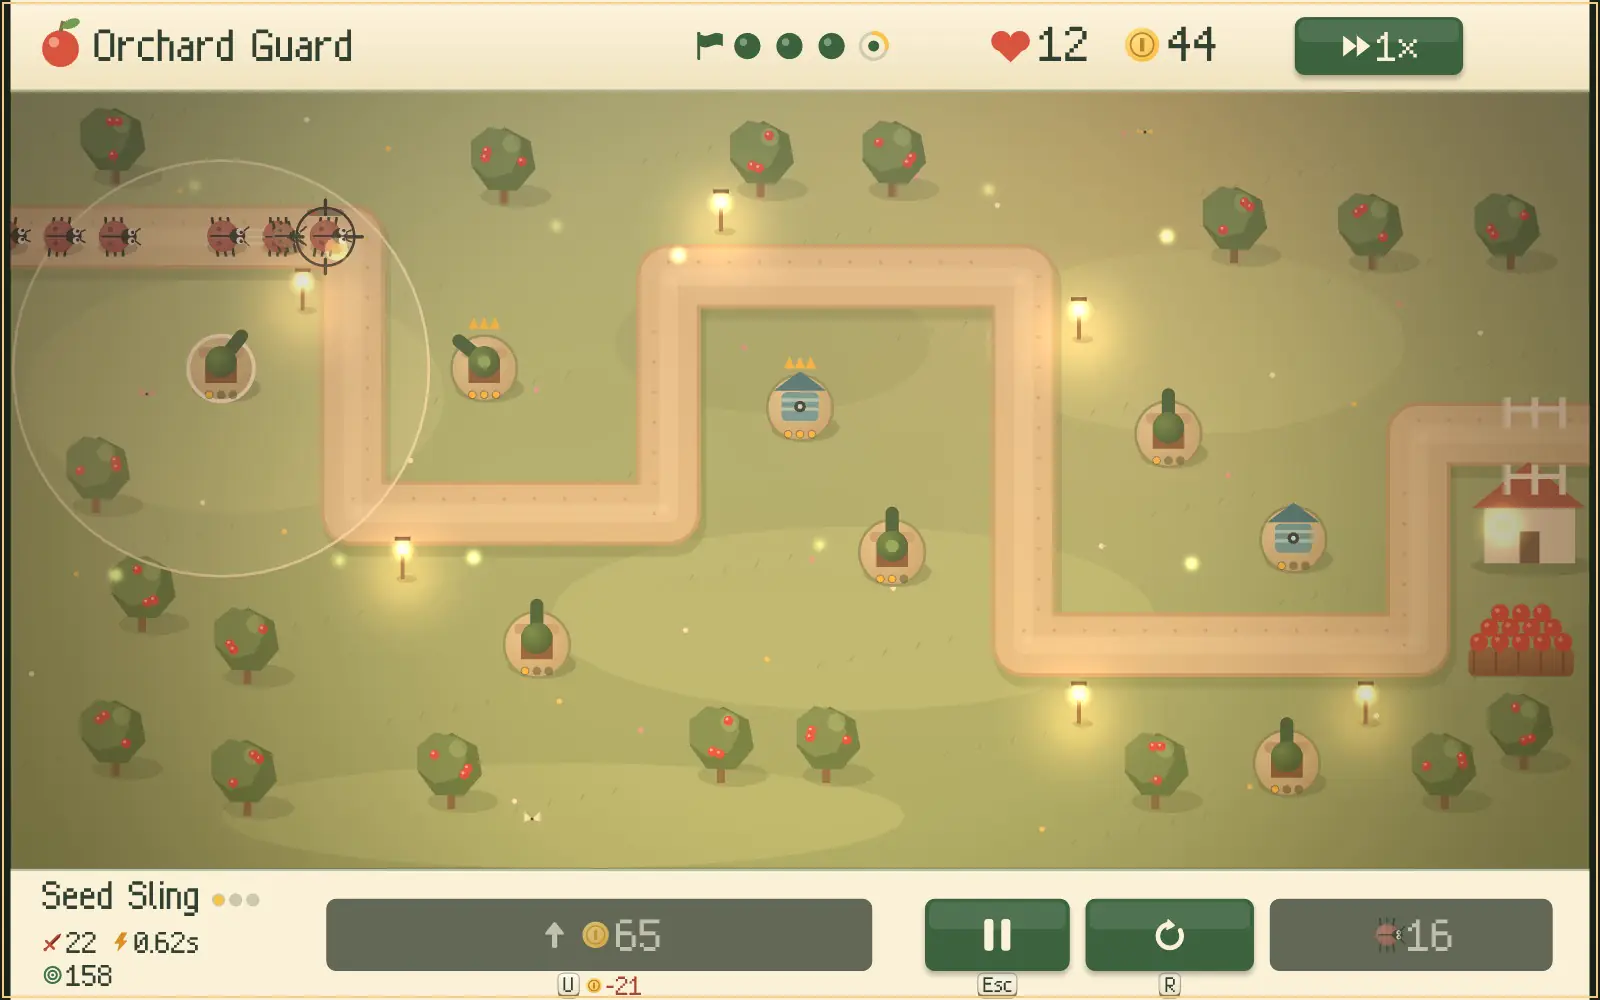 Orchard Guard
12
44
1x
Seed Sling
22 0.62s
158
65
U -21
Esc
R
16